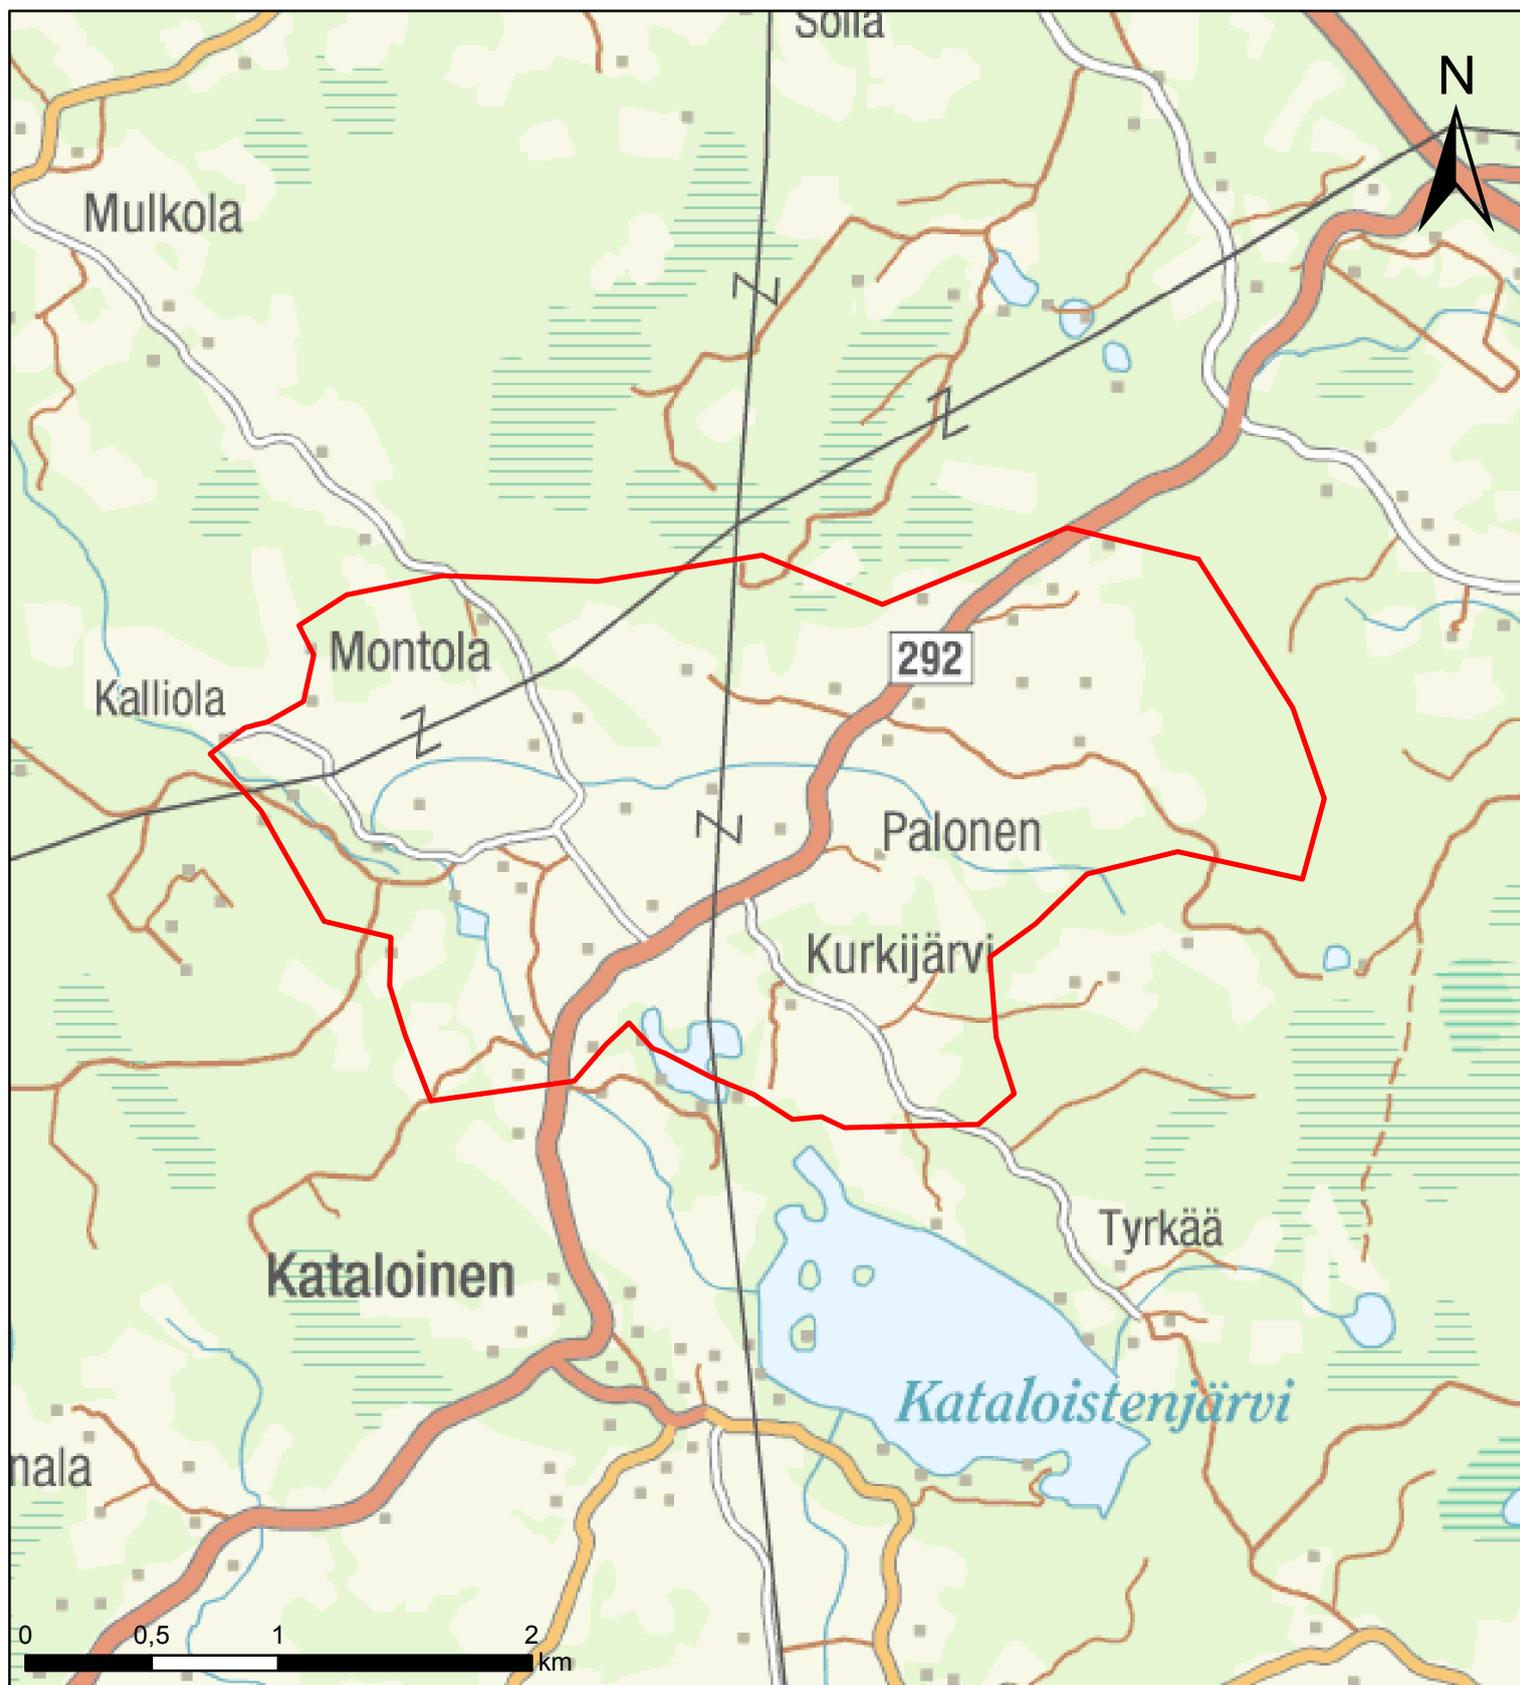 Solla
N
Mulkola
Montola
292
Kalliola
Palonen
Kurkijärvi
Tyrkää
Kataloinen
Kataloistenjärvi
nala
0 0,5 1 2
km